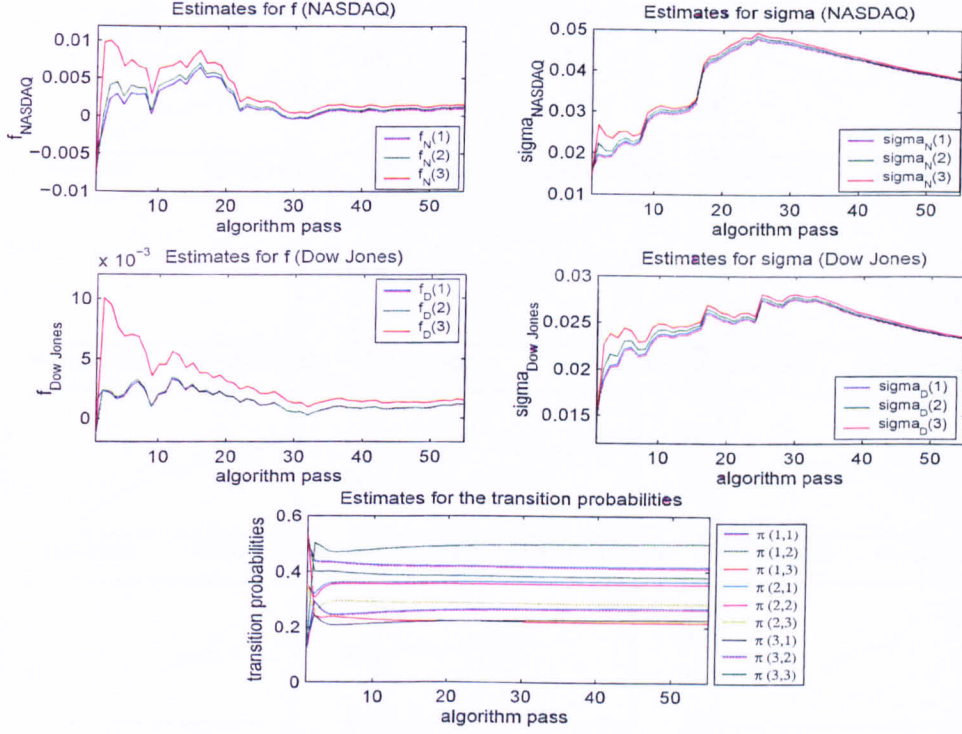 Estimates for f (NASDAQ)
0.01
0.005
0
−0.005
−0.01
f_NASDAQ
f_N(1)
f_N(2)
f_N(3)
10 20 30 40 50
algorithm pass
Estimates for sigma (NASDAQ)
0.05
0.04
0.03
0.02
0.01
sigma_NASDAQ
sigma_N(1)
sigma_N(2)
sigma_N(3)
10 20 30 40 50
algorithm pass
x 10^-3
Estimates for f (Dow Jones)
10
5
0
f_Dow Jones
f_D(1)
f_D(2)
f_D(3)
10 20 30 40 50
algorithm pass
Estimates for sigma (Dow Jones)
0.03
0.025
0.02
0.015
sigma_Dow Jones
sigma_D(1)
sigma_D(2)
sigma_D(3)
10 20 30 40 50
algorithm pass
Estimates for the transition probabilities
0.6
0.4
0.2
0
transition probabilities
π (1,1)
π (1,2)
π (1,3)
π (2,1)
π (2,2)
π (2,3)
π (3,1)
π (3,2)
π (3,3)
10 20 30 40 50
algorithm pass